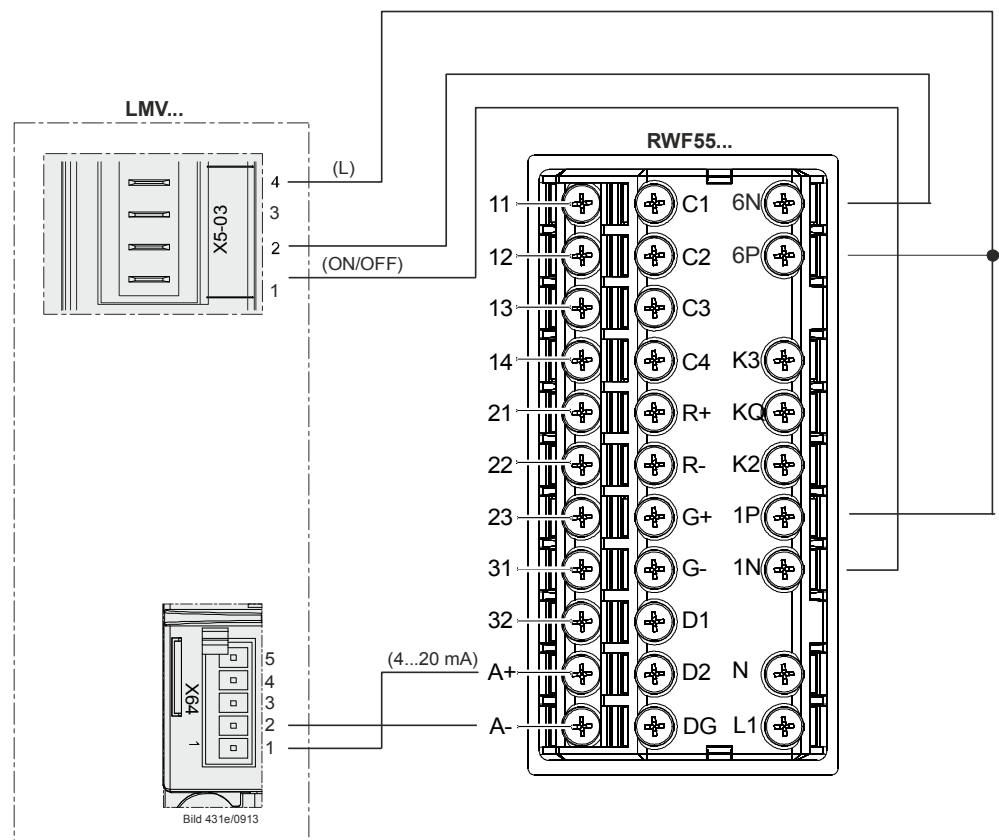 LMV...
RWF55...
(L)
4
3
2
(ON/OFF)
1
X5-03
11 C1 6N
12 C2 6P
13 C3
14 C4 K3
21 R+ KQ
22 R- K2
23 G+ 1P
31 G- 1N
32 D1
(4...20 mA)
A+ D2 N
A- DG L1
5
4
3
2
1
X64
1
Bild 431e/0913